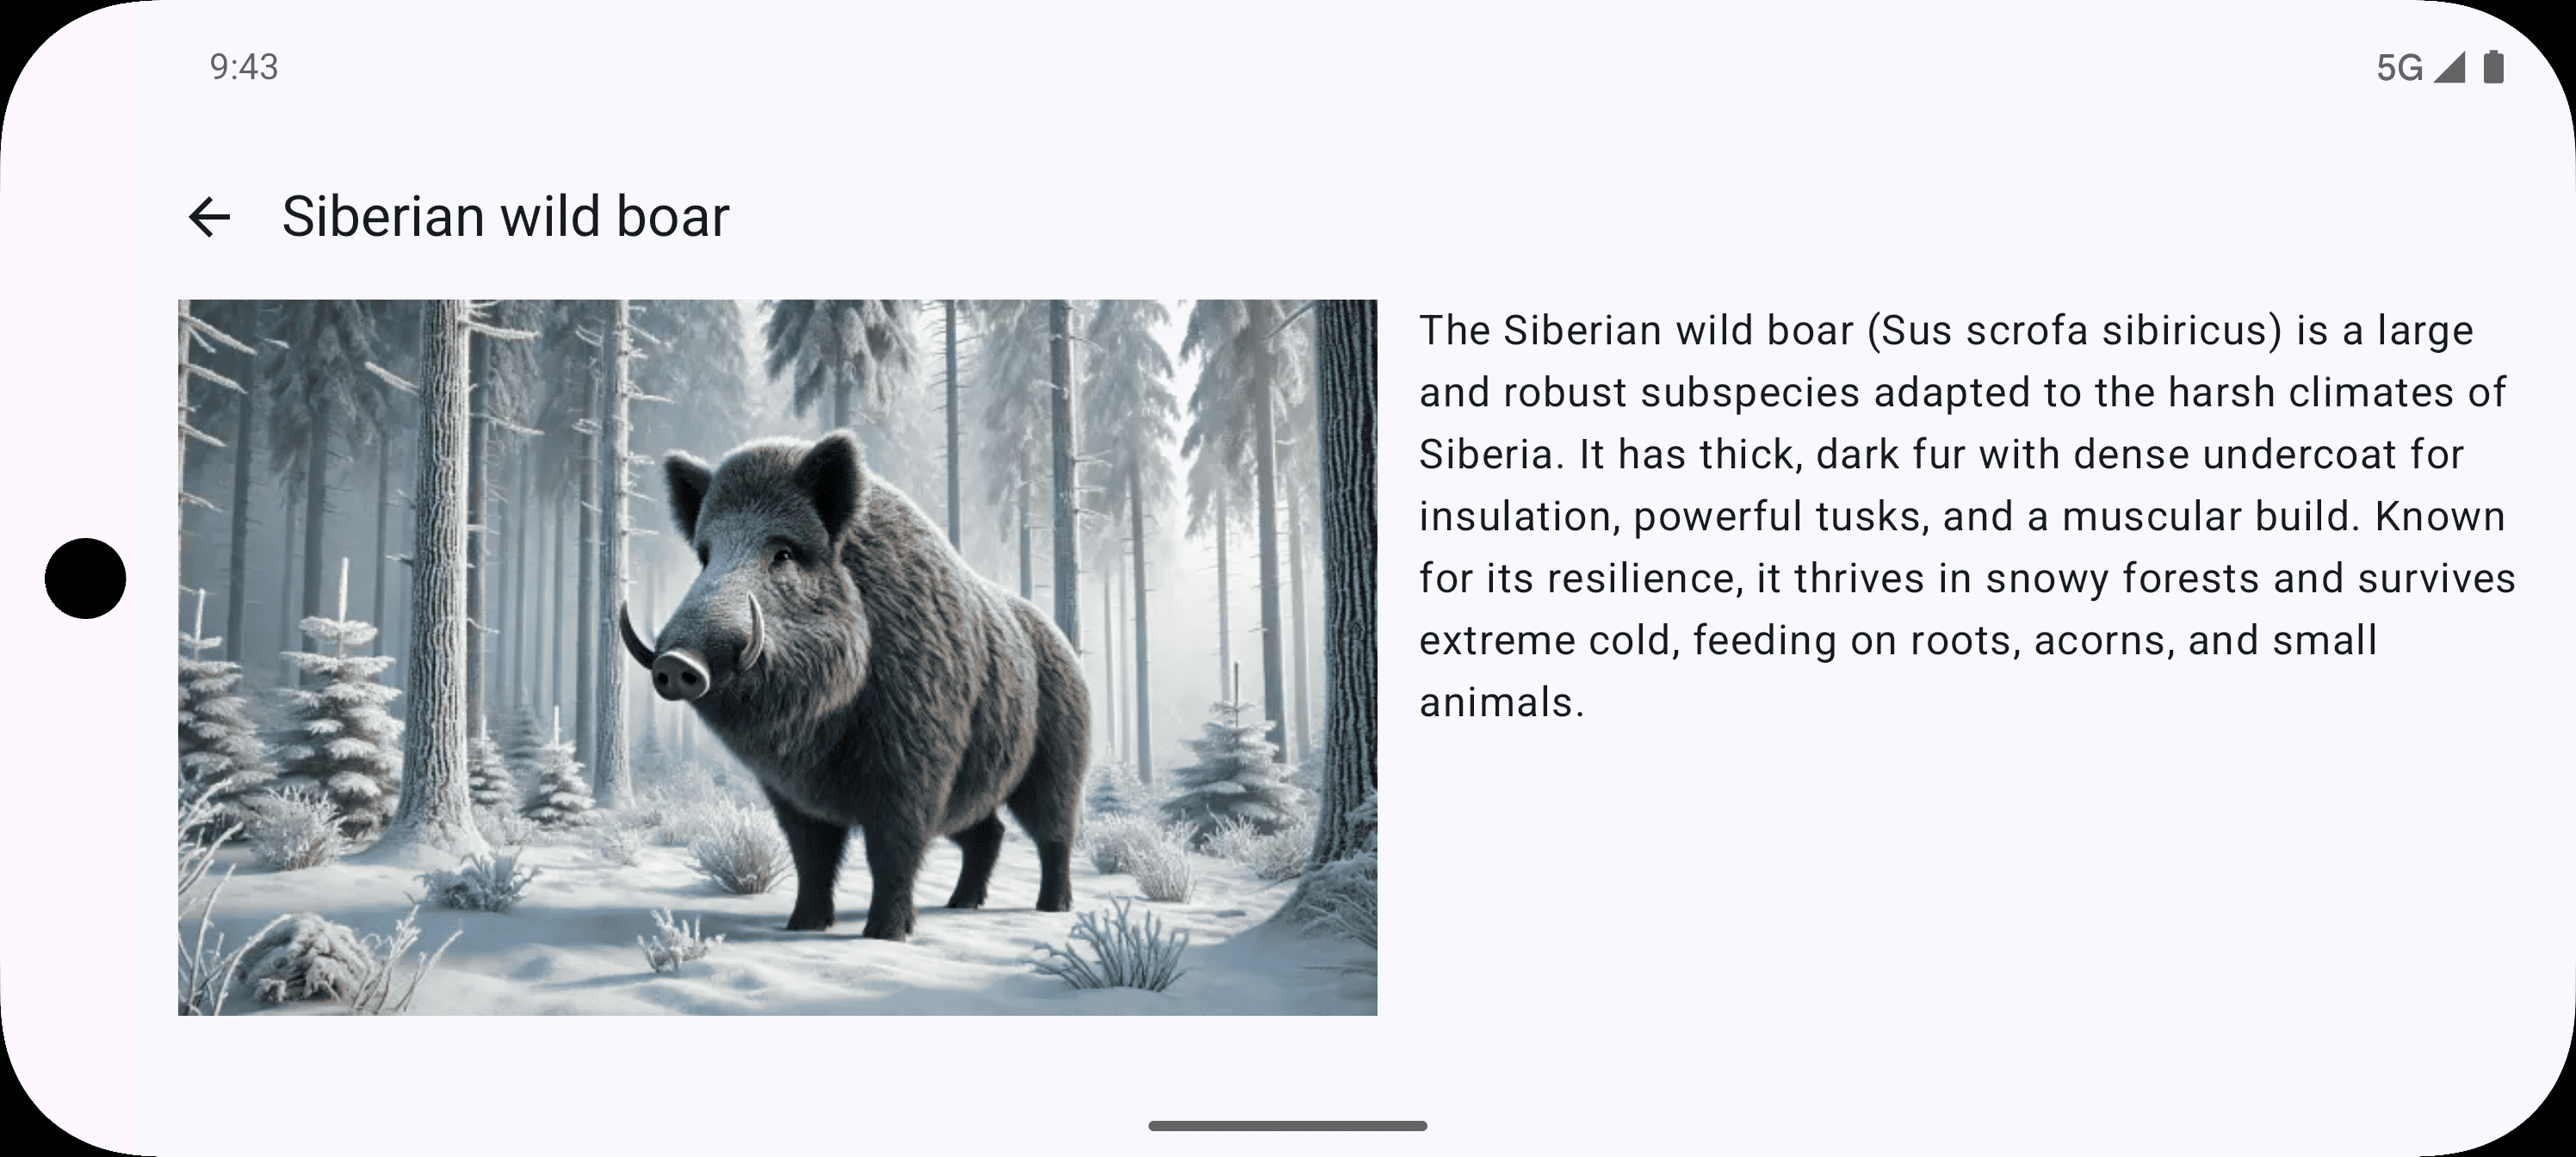 9:43
5G
Siberian wild boar
The Siberian wild boar (Sus scrofa sibiricus) is a large
and robust subspecies adapted to the harsh climates of
Siberia. It has thick, dark fur with dense undercoat for
insulation, powerful tusks, and a muscular build. Known
for its resilience, it thrives in snowy forests and survives
extreme cold, feeding on roots, acorns, and small
animals.